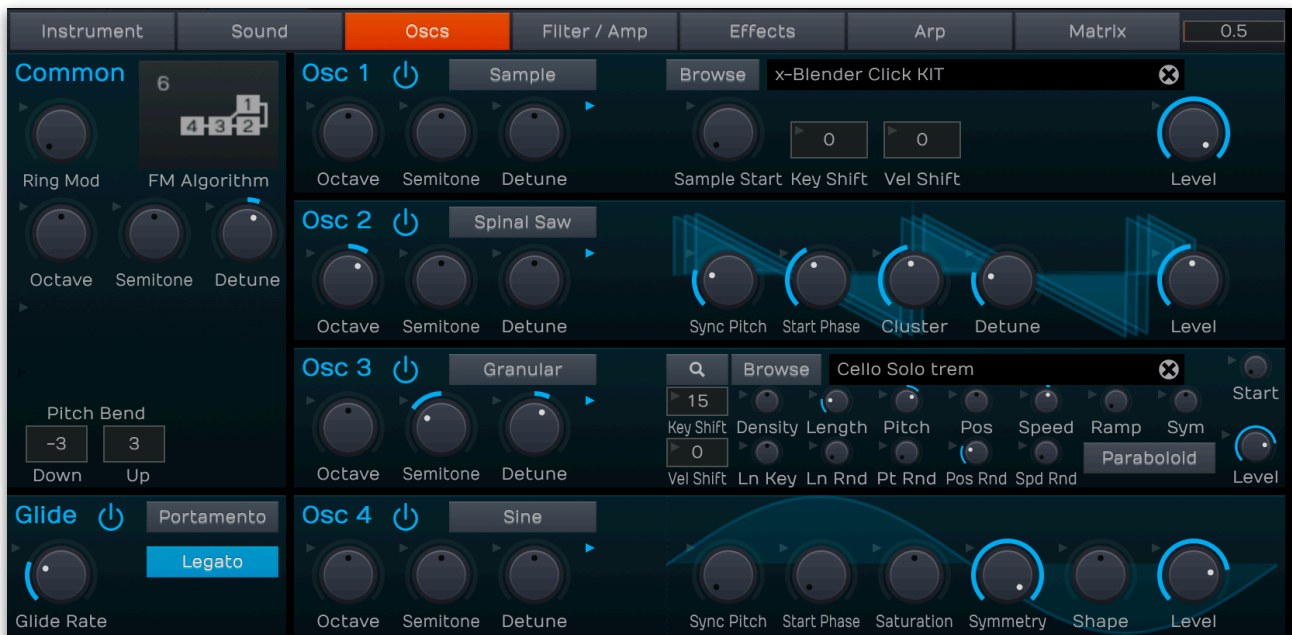 Instrument Sound Oscs Filter / Amp Effects Arp Matrix 0.5
Common
6
1
4 3 2
Ring Mod FM Algorithm
Octave Semitone Detune
Pitch Bend
-3 3
Down Up
Glide Portamento
Legato
Glide Rate
Osc 1 Sample Browse x-Blender Click KIT
0 0
Octave Semitone Detune Sample Start Key Shift Vel Shift Level
Osc 2 Spinal Saw
Octave Semitone Detune Sync Pitch Start Phase Cluster Detune Level
Osc 3 Granular Browse Cello Solo trem
15 Start
Key Shift Density Length Pitch Pos Speed Ramp Sym
0 Paraboloid
Octave Semitone Detune Vel Shift Ln Key Ln Rnd Pt Rnd Pos Rnd Spd Rnd Level
Osc 4 Sine
Octave Semitone Detune Sync Pitch Start Phase Saturation Symmetry Shape Level